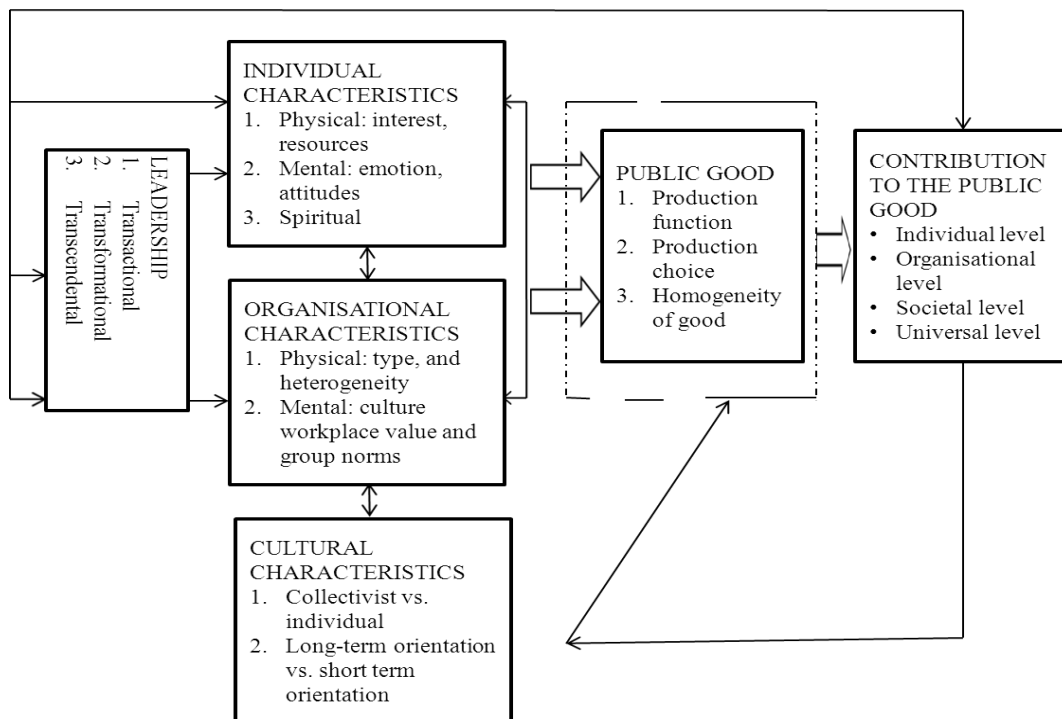 LEADERSHIP
1. Transactional
2. Transformational
3. Transcendental
INDIVIDUAL
CHARACTERISTICS
1. Physical: interest,
resources
2. Mental: emotion,
attitudes
3. Spiritual
ORGANISATIONAL
CHARACTERISTICS
1. Physical: type, and
heterogeneity
2. Mental: culture
workplace value and
group norms
CULTURAL
CHARACTERISTICS
1. Collectivist vs.
individual
2. Long-term orientation
vs. short term
orientation
PUBLIC GOOD
1. Production
function
2. Production
choice
3. Homogeneity
of good
CONTRIBUTION
TO THE PUBLIC
GOOD
• Individual level
• Organisational
level
• Societal level
• Universal level